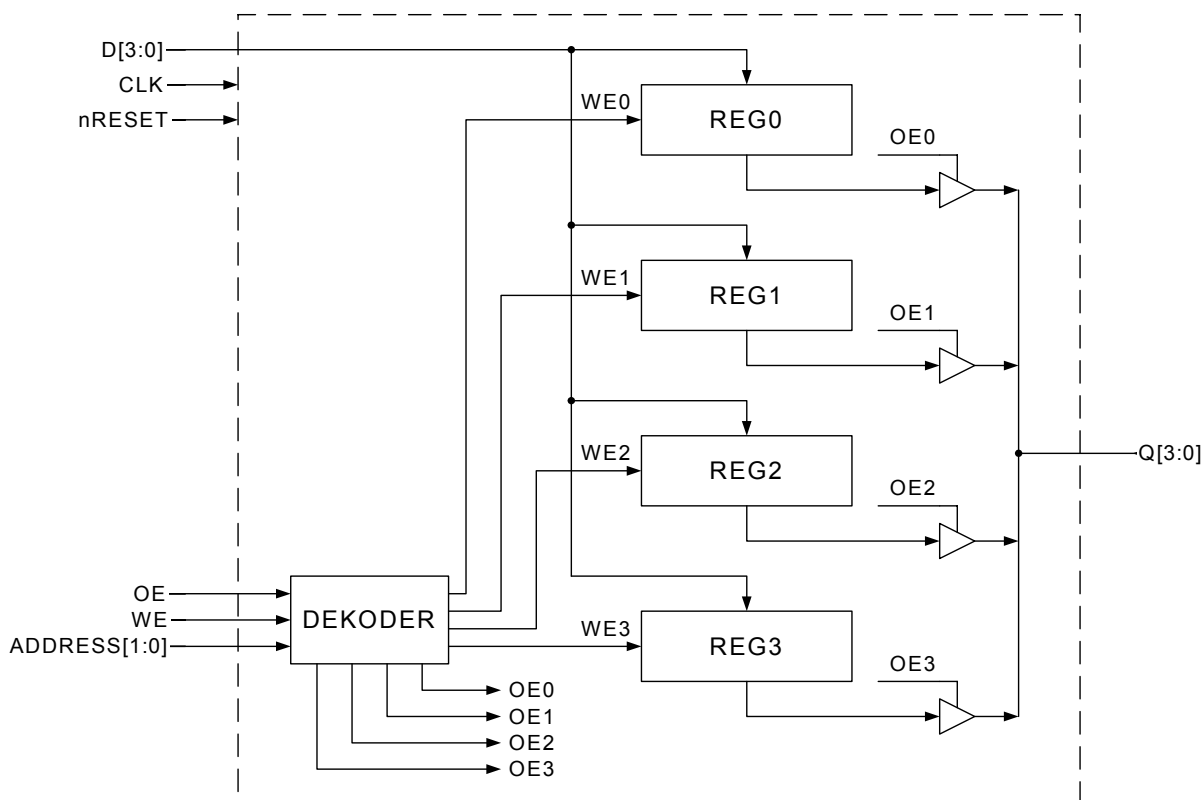 D[3:0]
CLK
nRESET
WE0
REG0
OE0
WE1
REG1
OE1
WE2
REG2
OE2
Q[3:0]
OE
WE
ADDRESS[1:0]
DEKODER
WE3
REG3
OE3
OE0
OE1
OE2
OE3